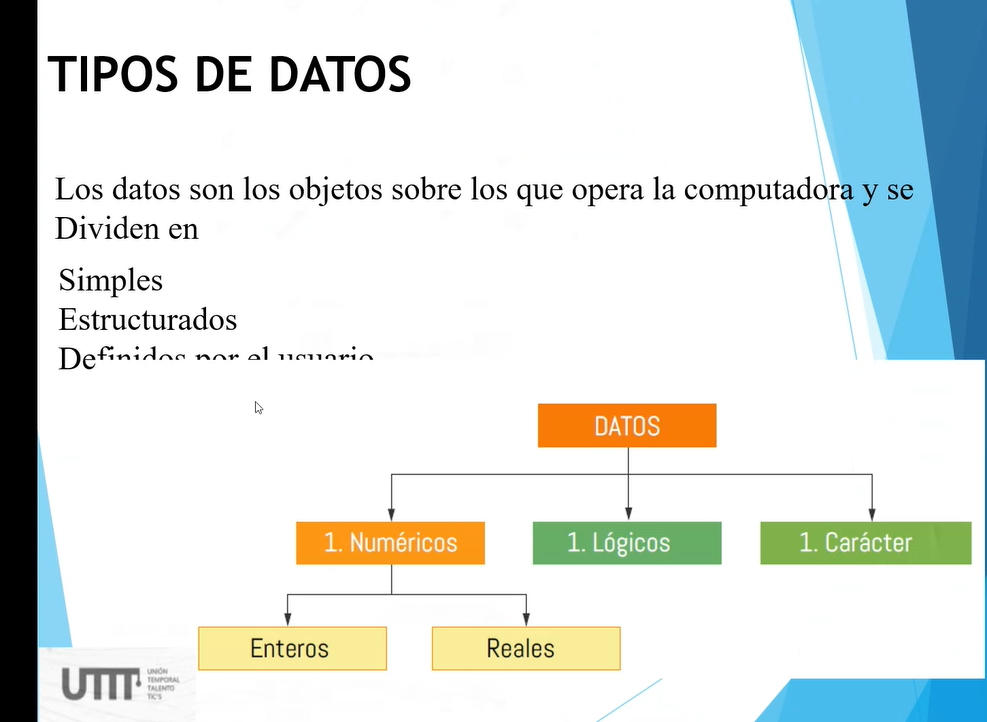 TIPOS DE DATOS
Los datos son los objetos sobre los que opera la computadora y se
Dividen en
Simples
Estructurados
Definidos por el usuario
DATOS
1. Numéricos
1. Lógicos
1. Carácter
Enteros
Reales
UTTT
UNIÓN
TEMPORAL
TALENTO
TIC'S